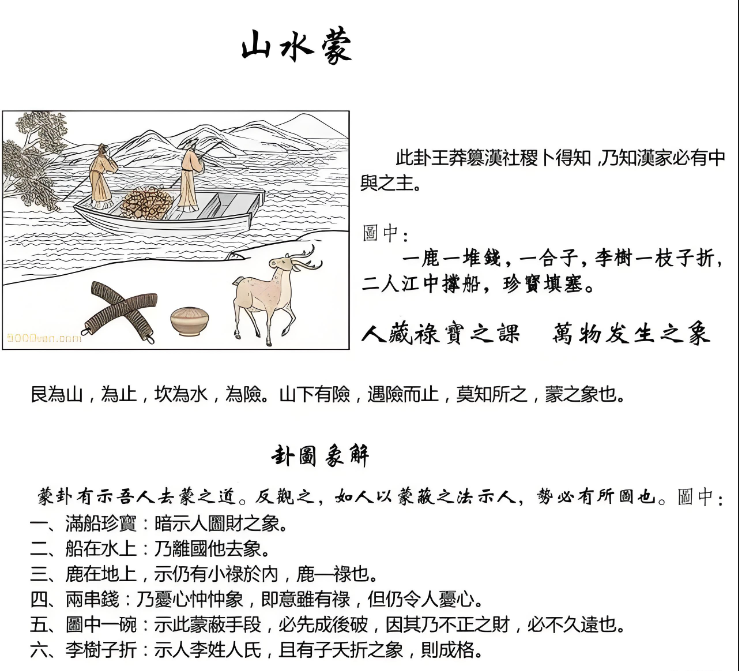 山水蒙
此卦王莽篡漢社稷卜得知,乃知漢家必有中
與之主。
圖中:
一鹿一堆錢,一合子,李樹一枝子折,
二人江中撐船,珍寶填塞。
人藏祿寶之課 萬物发生之象
艮為山,為止,坎為水,為險。山下有險,遇險而止,莫知所之,蒙之象也。
卦圖象解
蒙卦有示吾人去蒙之道。反觀之,如人以蒙蔽之法示人,勢必有所圖也。圖中:
一、滿船珍寶:暗示人圖財之象。
二、船在水上:乃離國他去象。
三、鹿在地上,示仍有小祿於內,鹿—祿也。
四、兩串錢:乃憂心忡忡象,即意雖有祿,但仍令人憂心。
五、圖中一碗:示此蒙蔽手段,必先成後破,因其乃不正之財,必不久遠也。
六、李樹子折:示人李姓人氏,且有子夭折之象,則成格。